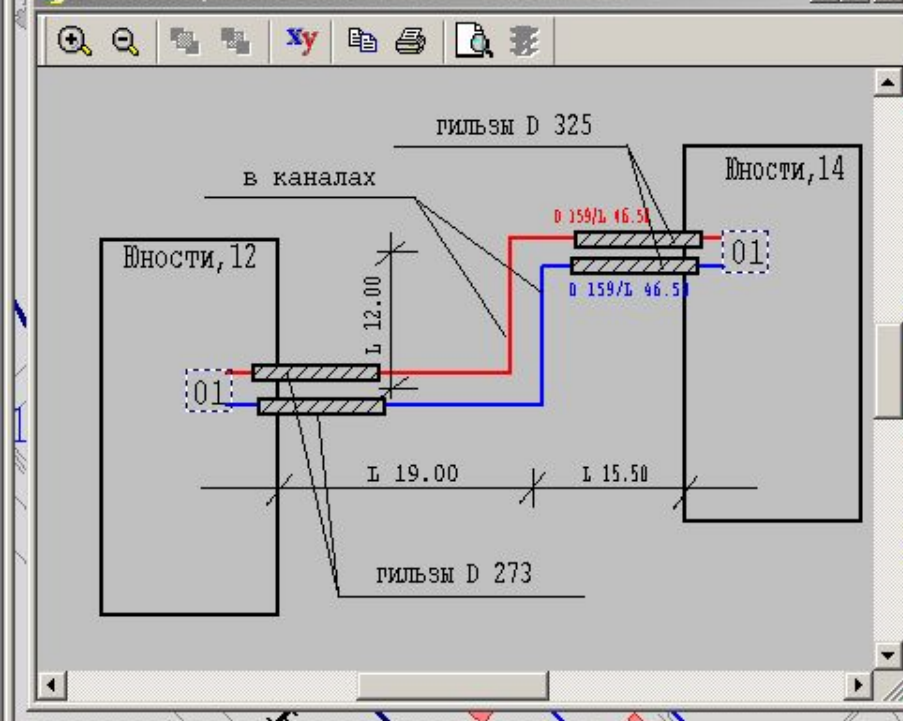 xy
гильзы D 325
в каналах
Юности,14
D 159/L 46.50
01
Юности,12
D 159/L 46.50
L 12.00
01
L 19.00
L 15.50
гильзы D 273